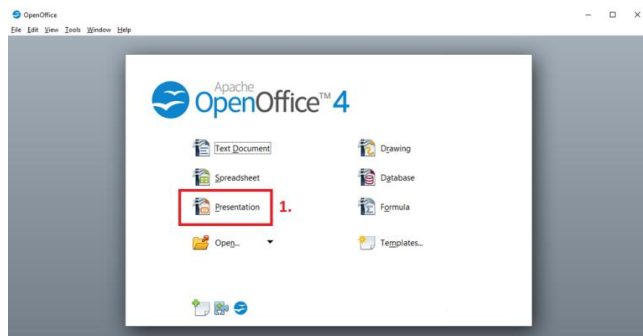 OpenOffice
File Edit View Tools Window Help
Apache
OpenOffice™ 4
Text Document
Drawing
Spreadsheet
Database
Presentation
1.
Formula
Open...
Templates...